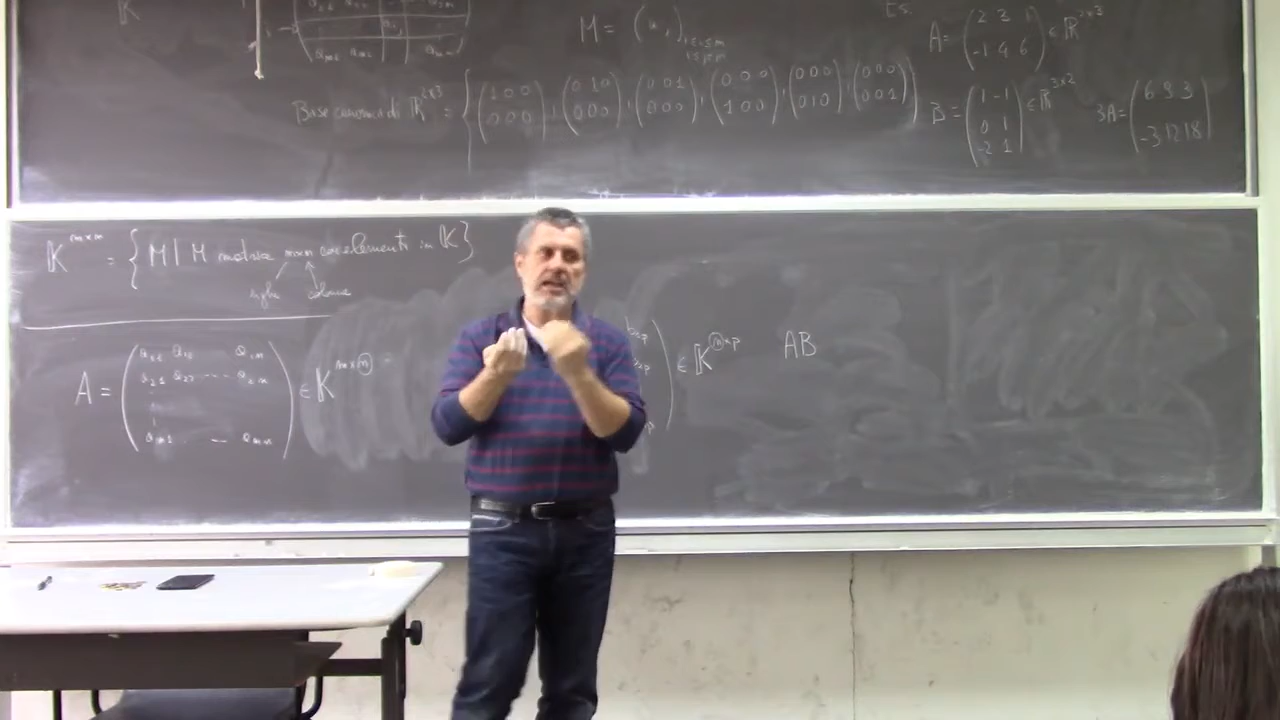 K
M = ( )
1≤i≤m
1≤j≤n
Es.
A = ( 2 3 1
-1 4 6 ) ∈ ℝ^{2×3}
Base canonica di ℝ^{2×3} = { ( 1 0 0
0 0 0 ), ( 0 1 0
0 0 0 ), ( 0 0 1
0 0 0 ), ( 0 0 0
1 0 0 ), ( 0 0 0
0 1 0 ), ( 0 0 0
0 0 1 ) }
B = ( 1 -1
0 1
-2 1 ) ∈ ℝ^{3×2}
3A = ( 6 9 3
-3 12 18 )
𝕂^{m×n} = { M | M matrice m×n con elementi in 𝕂 }
righe colonne
A = ( a11 a12 a1n
a21 a22 ... a2n
am1 ... amn ) ∈ 𝕂^{m×n}
b1p
b2p ) ∈ 𝕂^{n×p}
AB